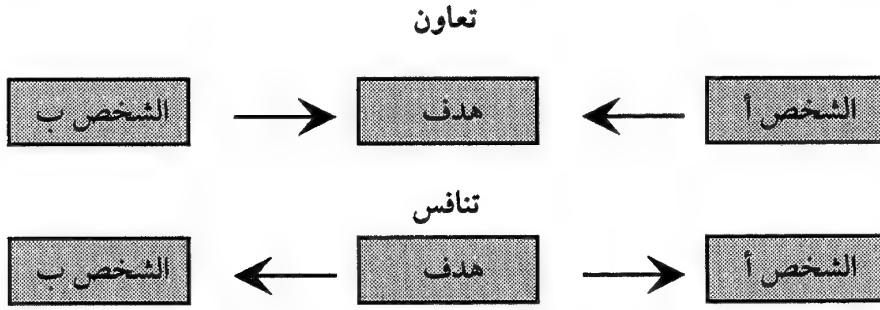 تعاون
الشخص أ هدف الشخص ب
تنافس
الشخص أ هدف الشخص ب